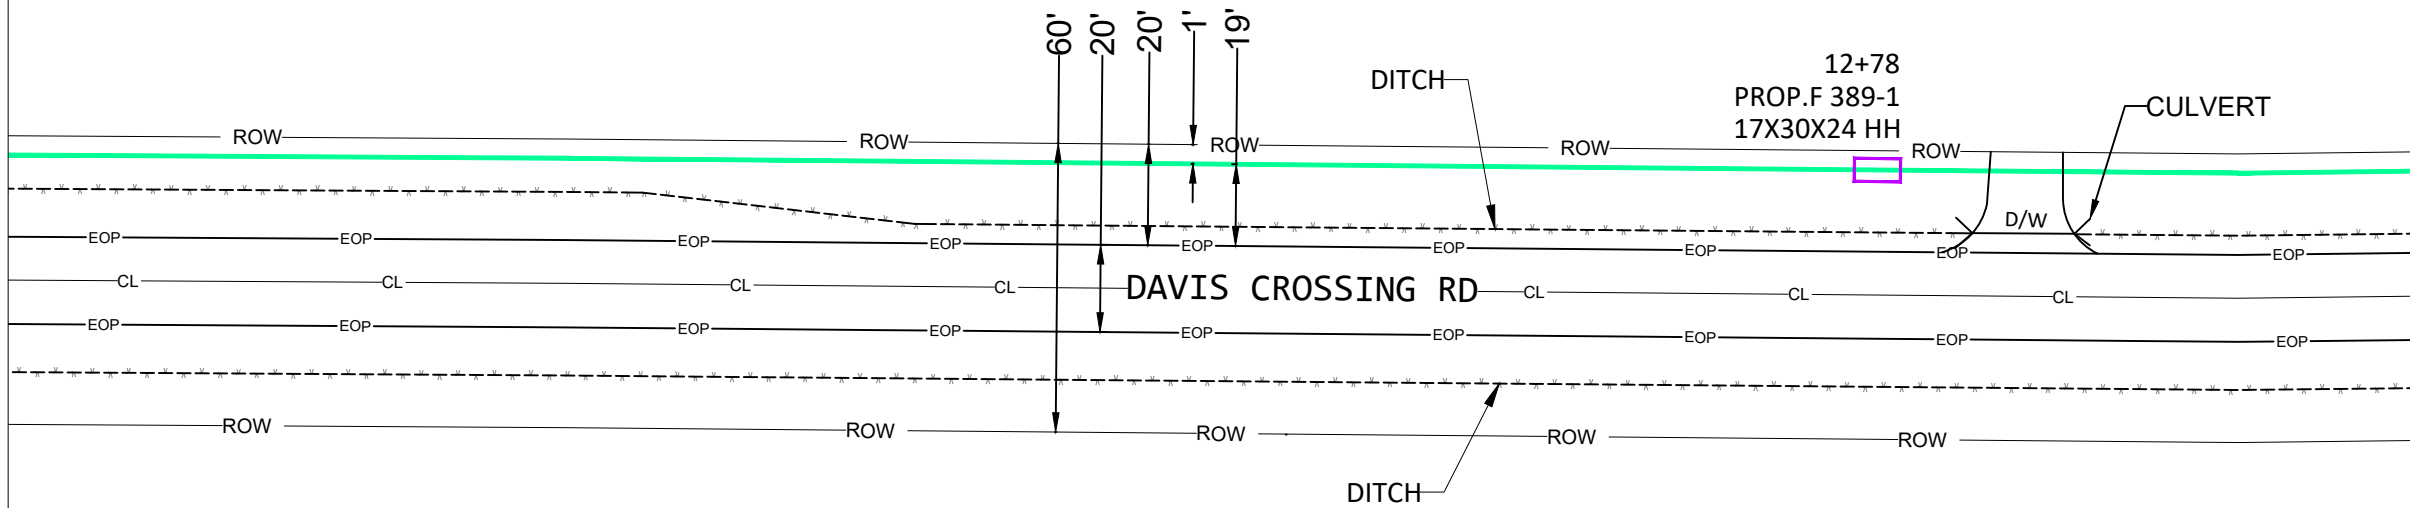 60' 20' 20' 1' 19'
12+78
PROP.F 389-1
17X30X24 HH
DITCH
CULVERT
ROW ROW ROW ROW ROW
D/W
EOP EOP EOP EOP EOP EOP EOP EOP EOP
CL CL CL CL DAVIS CROSSING RD CL CL CL
EOP EOP EOP EOP EOP EOP EOP EOP EOP
ROW ROW ROW ROW ROW
DITCH